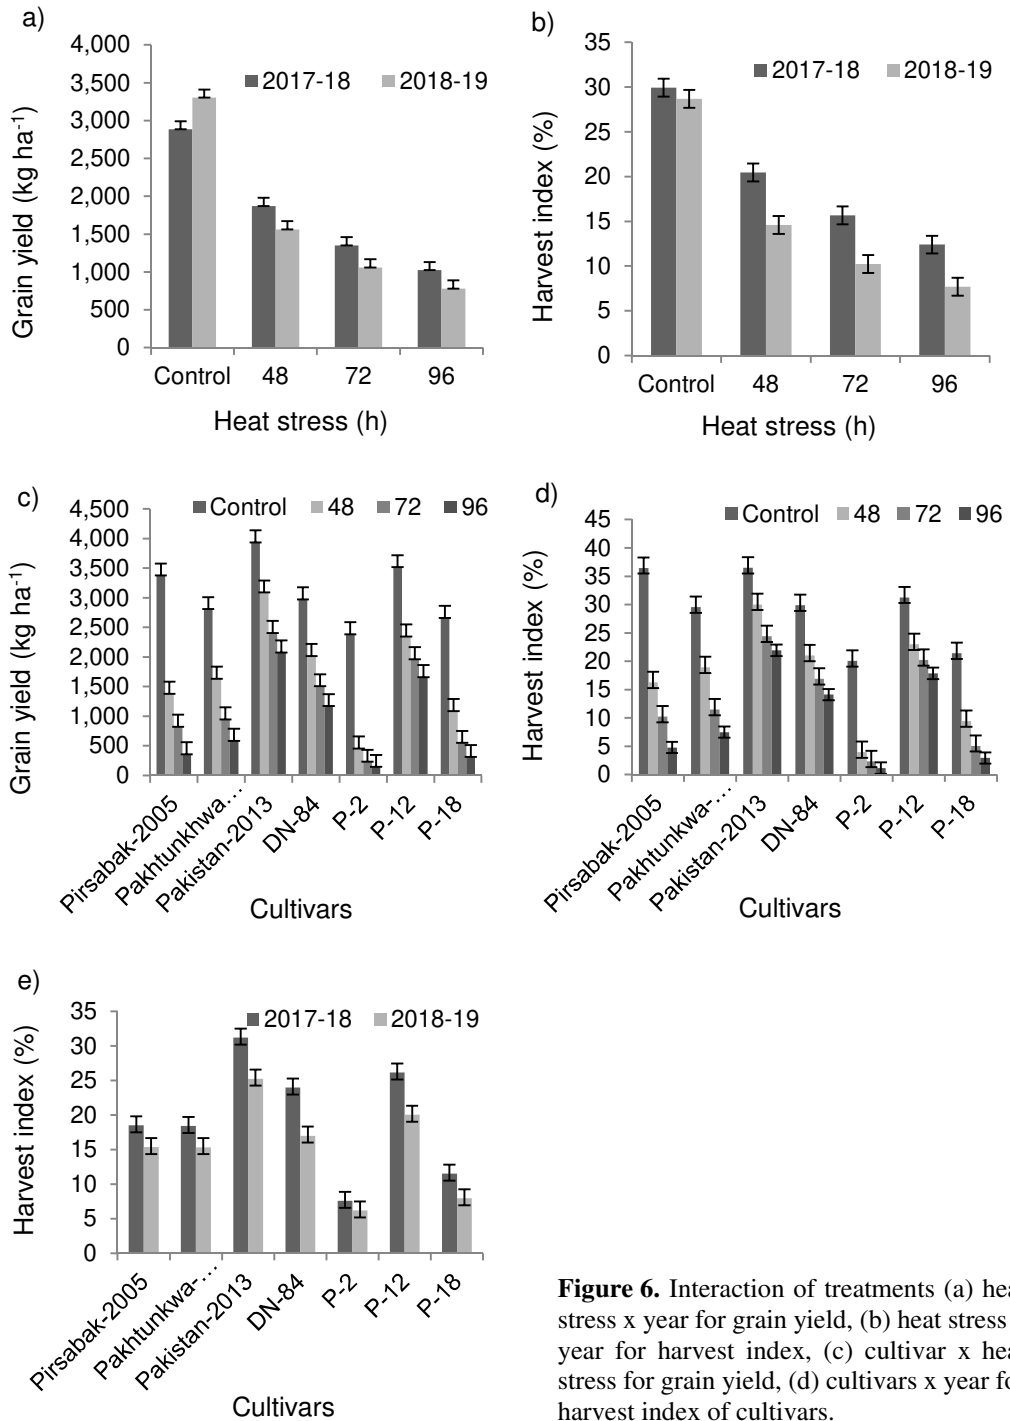 a)
4,000
3,500
3,000
2,500
2,000
1,500
1,000
500
0
Grain yield (kg ha-1)
2017-18 2018-19
Control 48 72 96
Heat stress (h)
b)
35
30
25
20
15
10
5
0
Harvest index (%)
2017-18 2018-19
Control 48 72 96
Heat stress (h)
c)
4,500
4,000
3,500
3,000
2,500
2,000
1,500
1,000
500
0
Grain yield (kg ha-1)
Control 48 72 96
Pirsabak-2005
Pakhtunkhwa…
Pakistan-2013
DN-84
P-2
P-12
P-18
Cultivars
d)
45
40
35
30
25
20
15
10
5
0
Harvest index (%)
Control 48 72 96
Pirsabak-2005
Pakhtunkwa-…
Pakistan-2013
DN-84
P-2
P-12
P-18
Cultivars
e)
35
30
25
20
15
10
5
0
Harvest index (%)
2017-18 2018-19
Pirsabak-2005
Pakhtunkwa-…
Pakistan-2013
DN-84
P-2
P-12
P-18
Cultivars
Figure 6. Interaction of treatments (a) hea
stress x year for grain yield, (b) heat stress
year for harvest index, (c) cultivar x hea
stress for grain yield, (d) cultivars x year fo
harvest index of cultivars.